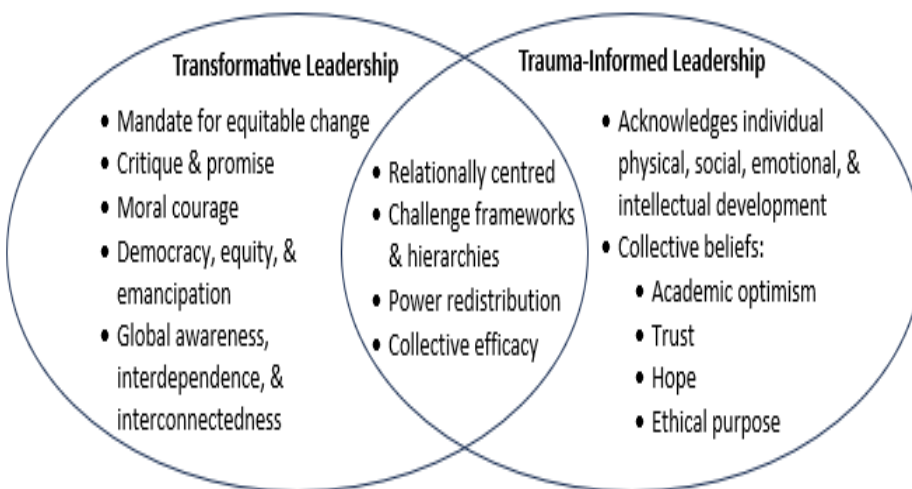 Transformative Leadership
• Mandate for equitable change
• Critique & promise
• Moral courage
• Democracy, equity, &
emancipation
• Global awareness,
interdependence, &
interconnectedness
• Relationally centred
• Challenge frameworks
& hierarchies
• Power redistribution
• Collective efficacy
Trauma-Informed Leadership
• Acknowledges individual
physical, social, emotional, &
intellectual development
• Collective beliefs:
• Academic optimism
• Trust
• Hope
• Ethical purpose